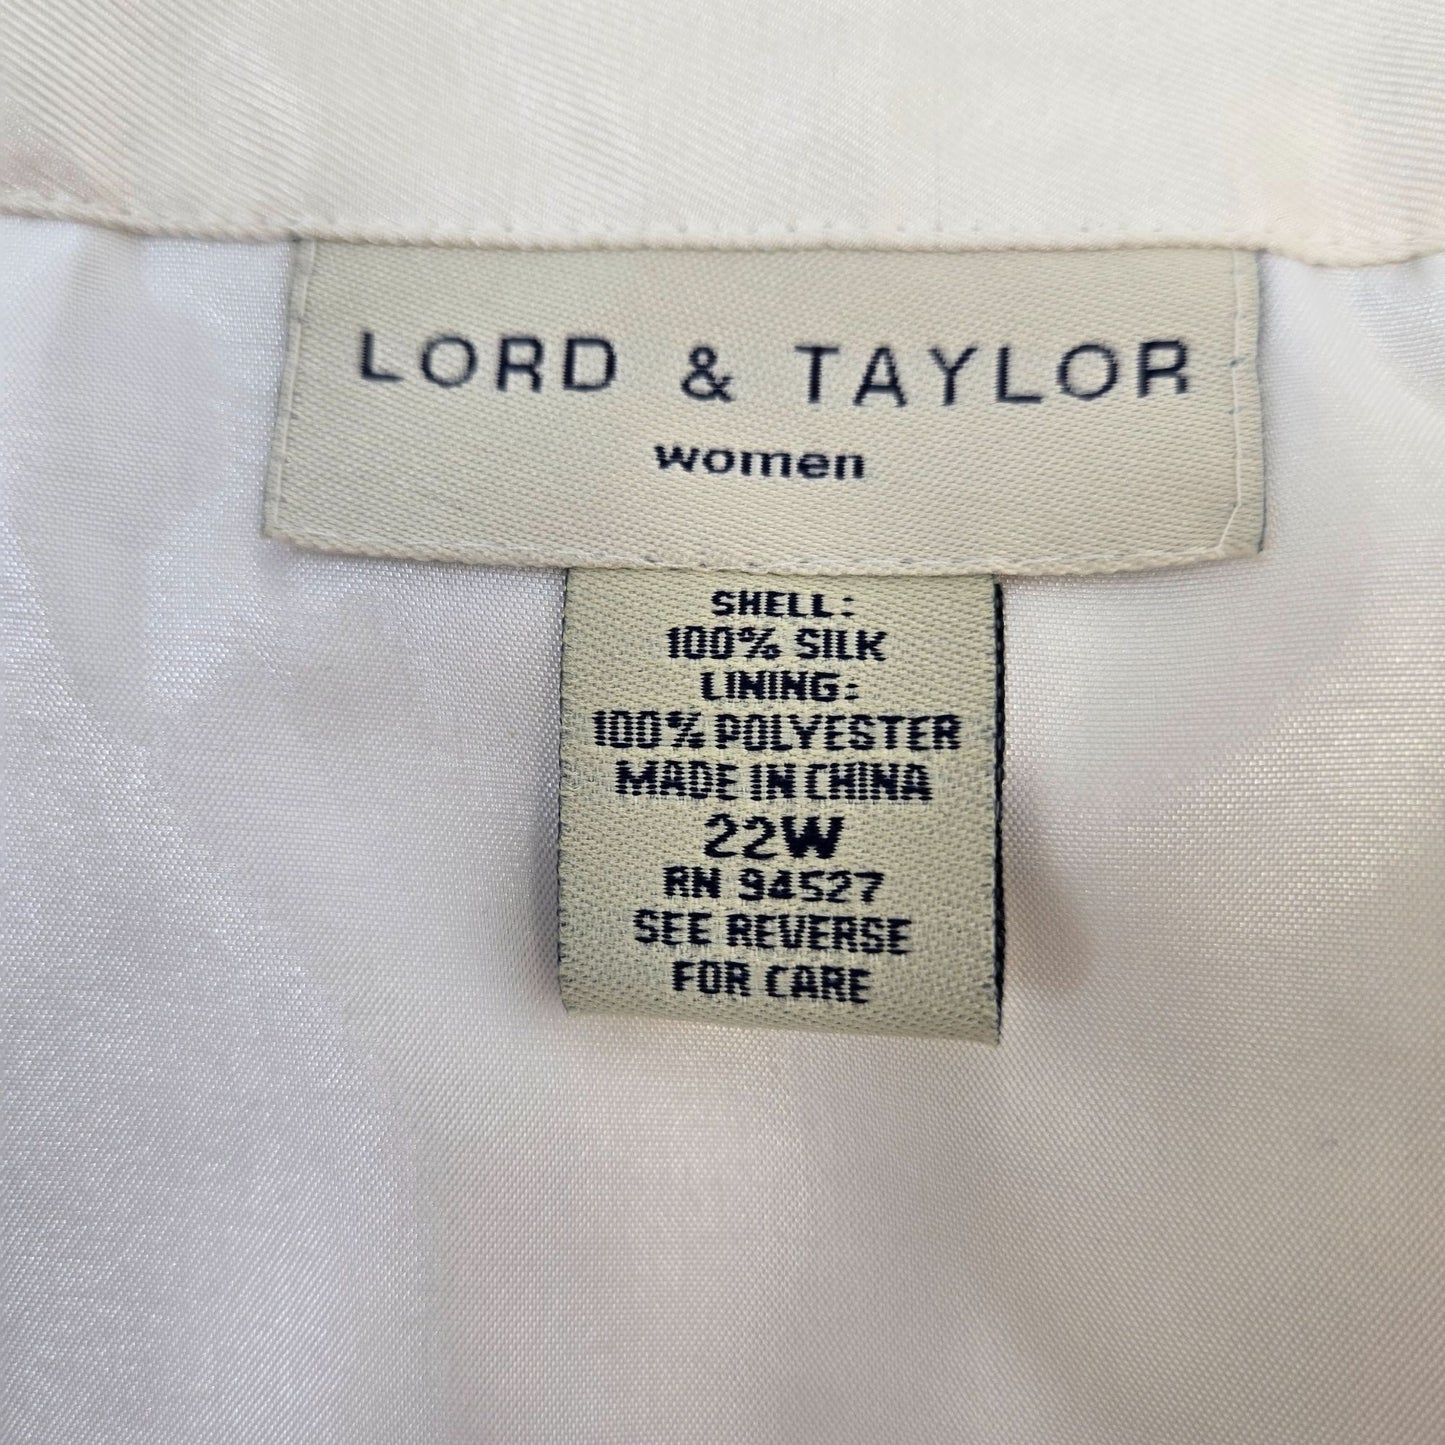 LORD & TAYLOR
women
SHELL:
100% SILK
LINING:
100% POLYESTER
MADE IN CHINA
22W
RN 94527
SEE REVERSE
FOR CARE